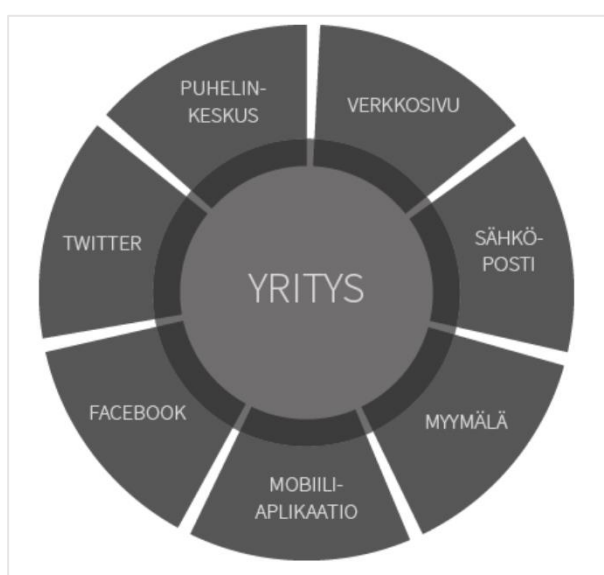 PUHELIN-
KESKUS
VERKKOSIVU
TWITTER
SÄHKÖ-
POSTI
YRITYS
FACEBOOK
MYYMÄLÄ
MOBIILI-
APLIKAATIO